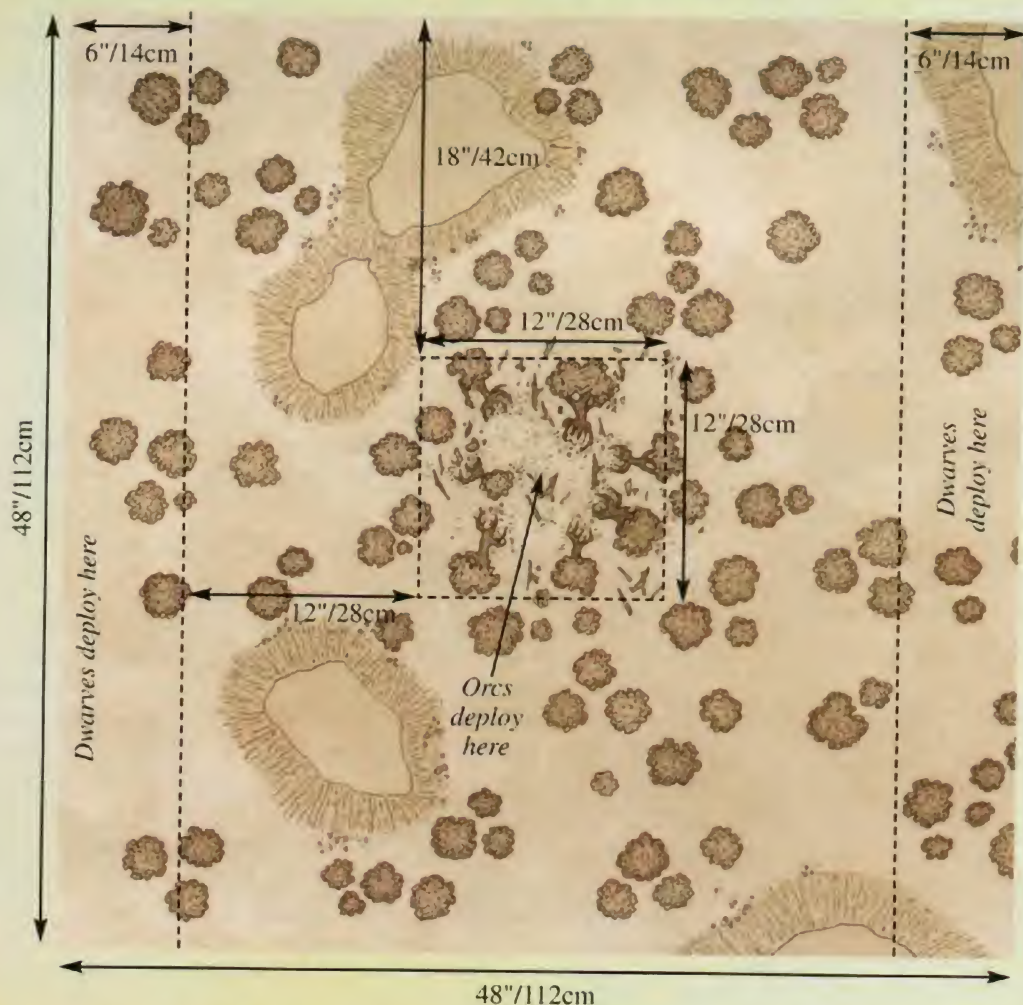 6"/14cm
6"/14cm
18"/42cm
12"/28cm
12"/28cm
48"/112cm
Dwarves deploy here
Dwarves
deploy here
12"/28cm
Orcs
deploy
here
48"/112cm